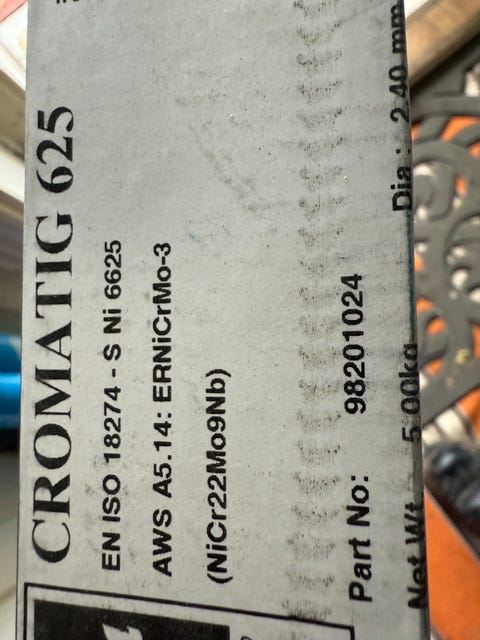 CROMATIG 625
EN ISO 18274 - S Ni 6625
AWS A5.14: ERNiCrMo-3
(NiCr22Mo9Nb)
Part No: 98201024
Net Wt 5.00kg Dia : 2.40 mm